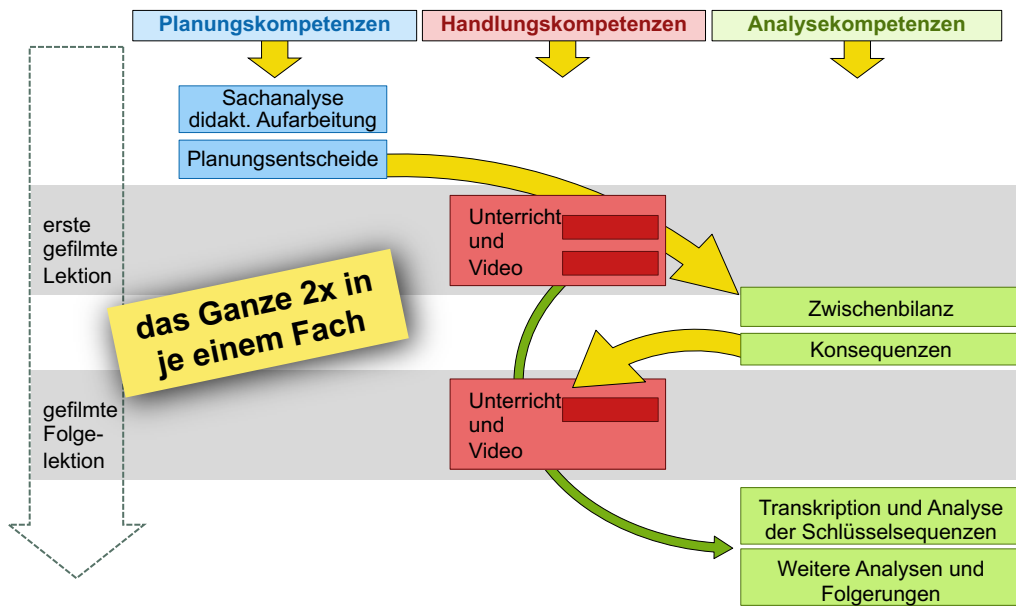 Planungskompetenzen
Handlungskompetenzen
Analysekompetenzen
Sachanalyse
didakt. Aufarbeitung
Planungsentscheide
erste
gefilmte
Lektion
Unterricht
und
Video
das Ganze 2x in
je einem Fach
Zwischenbilanz
Konsequenzen
gefilmte
Folge-
lektion
Unterricht
und
Video
Transkription und Analyse
der Schlüsselsequenzen
Weitere Analysen und
Folgerungen